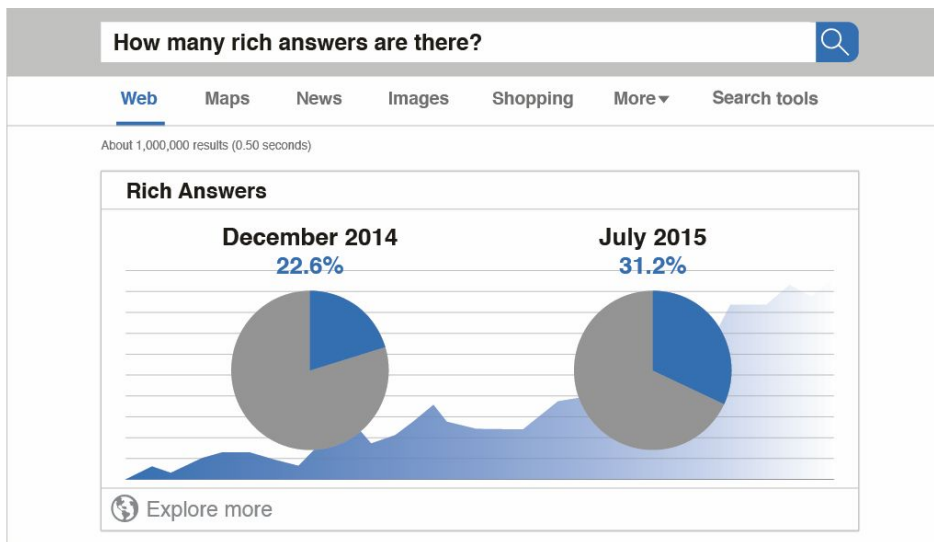 How many rich answers are there?
Web Maps News Images Shopping More▾ Search tools
About 1,000,000 results (0.50 seconds)
Rich Answers
December 2014 July 2015
22.6% 31.2%
Explore more